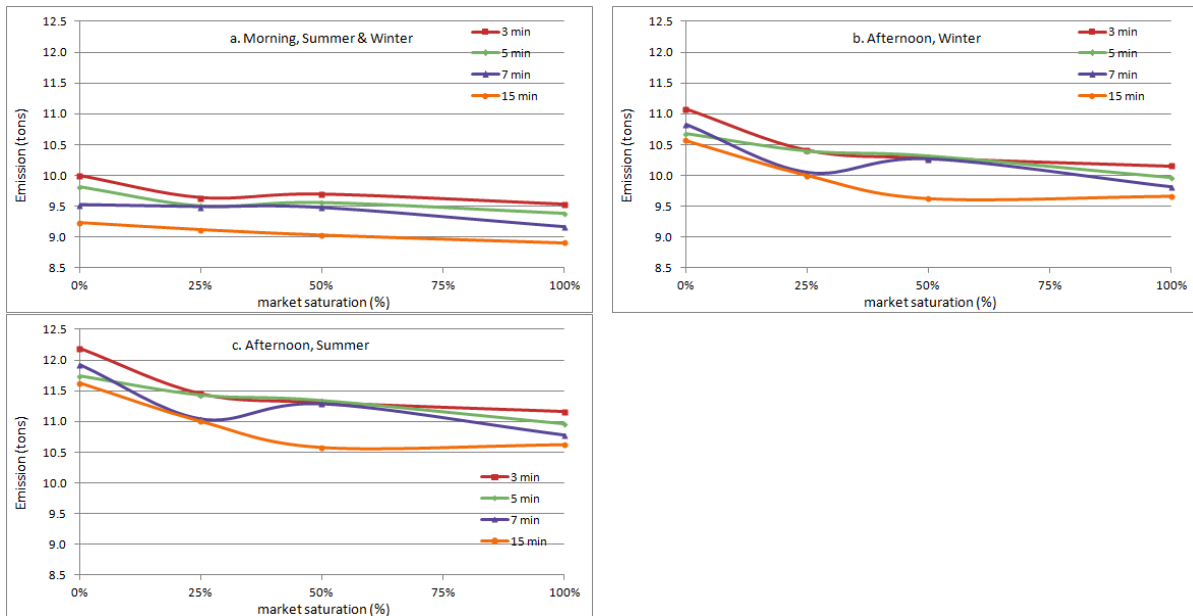 a. Morning, Summer & Winter
3 min
5 min
7 min
15 min
Emission (tons)
12.5
12.0
11.5
11.0
10.5
10.0
9.5
9.0
8.5
0%
25%
50%
75%
100%
market saturation (%)
b. Afternoon, Winter
3 min
5 min
7 min
15 min
Emission (tons)
12.5
12.0
11.5
11.0
10.5
10.0
9.5
9.0
8.5
0%
25%
50%
75%
100%
market saturation (%)
c. Afternoon, Summer
3 min
5 min
7 min
15 min
Emission (tons)
12.5
12.0
11.5
11.0
10.5
10.0
9.5
9.0
8.5
0%
25%
50%
75%
100%
market saturation (%)